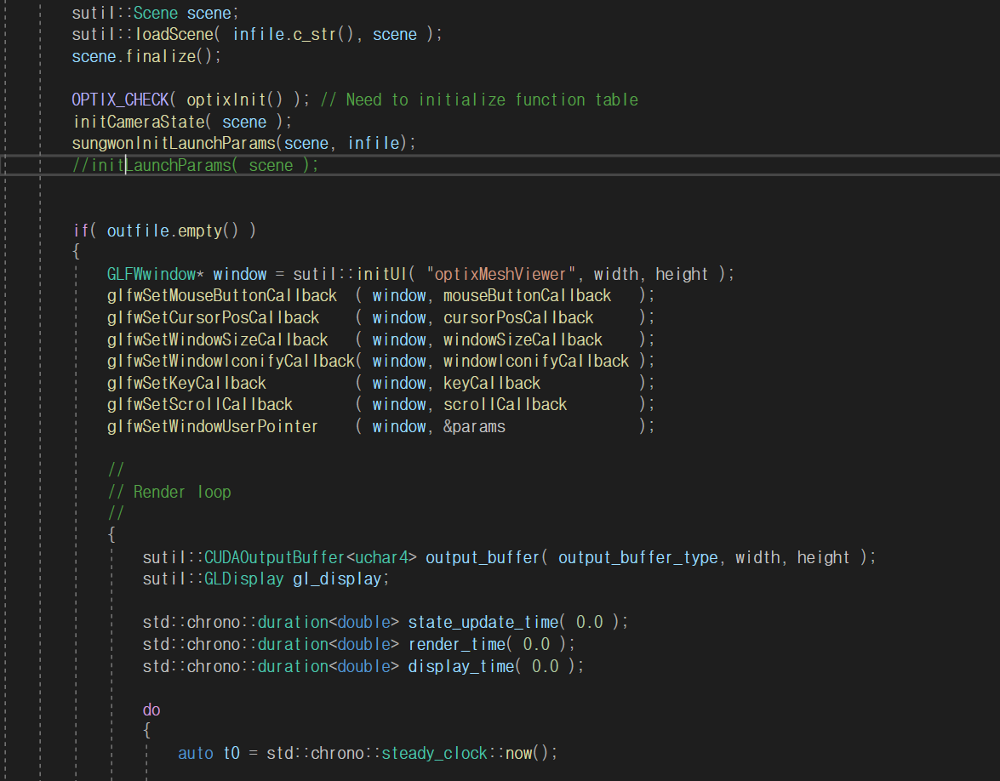 sutil::Scene scene;
sutil::loadScene( infile.c_str(), scene );
scene.finalize();
OPTIX_CHECK( optixInit() ); // Need to initialize function table
initCameraState( scene );
sungwonInitLaunchParams(scene, infile);
//initLaunchParams( scene );
if( outfile.empty() )
{
GLFWwindow* window = sutil::initUI( "optixMeshViewer", width, height );
glfwSetMouseButtonCallback  ( window, mouseButtonCallback   );
glfwSetCursorPosCallback    ( window, cursorPosCallback     );
glfwSetWindowSizeCallback   ( window, windowSizeCallback    );
glfwSetWindowIconifyCallback( window, windowIconifyCallback );
glfwSetKeyCallback          ( window, keyCallback           );
glfwSetScrollCallback       ( window, scrollCallback        );
glfwSetWindowUserPointer    ( window, &params               );
//
// Render loop
//
{
sutil::CUDAOutputBuffer<uchar4> output_buffer( output_buffer_type, width, height );
sutil::GLDisplay gl_display;
std::chrono::duration<double> state_update_time( 0.0 );
std::chrono::duration<double> render_time( 0.0 );
std::chrono::duration<double> display_time( 0.0 );
do
{
auto t0 = std::chrono::steady_clock::now();